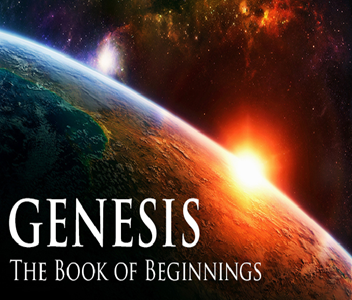 GENESIS
THE BOOK OF BEGINNINGS